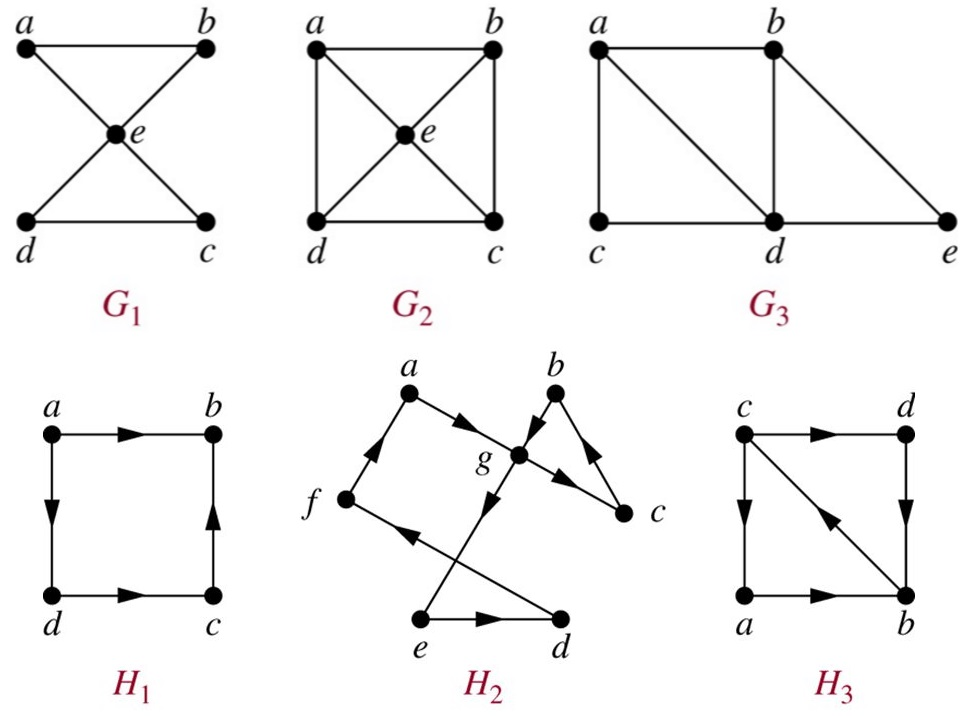 a b a b a b
e e
d c d c c d e
G1 G2 G3
a b
a b c d
g
f c
d c a b
e d
H1 H2 H3